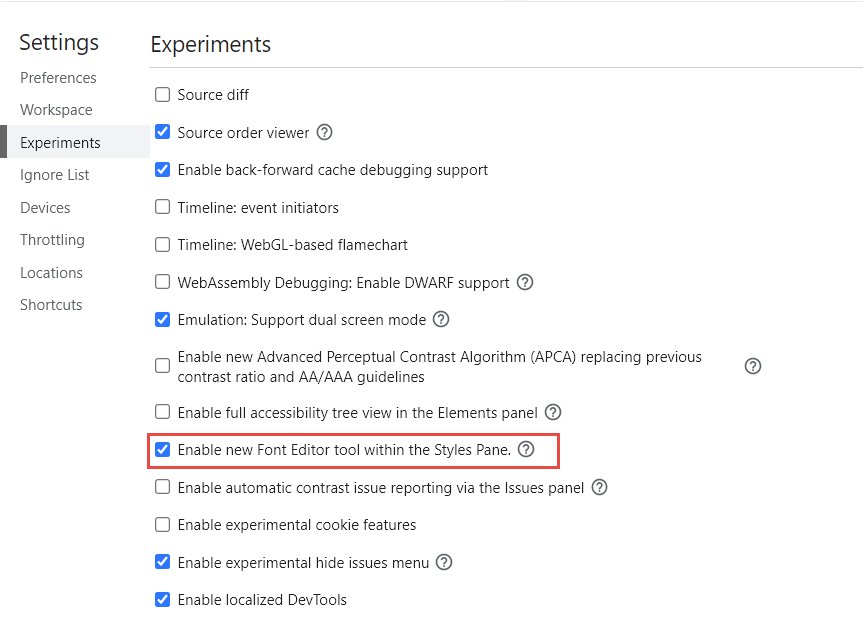 Settings
Preferences
Workspace
Experiments
Ignore List
Devices
Throttling
Locations
Shortcuts
Experiments
Source diff
Source order viewer ?
Enable back-forward cache debugging support
Timeline: event initiators
Timeline: WebGL-based flamechart
WebAssembly Debugging: Enable DWARF support ?
Emulation: Support dual screen mode ?
Enable new Advanced Perceptual Contrast Algorithm (APCA) replacing previous
contrast ratio and AA/AAA guidelines ?
Enable full accessibility tree view in the Elements panel ?
Enable new Font Editor tool within the Styles Pane. ?
Enable automatic contrast issue reporting via the Issues panel ?
Enable experimental cookie features
Enable experimental hide issues menu ?
Enable localized DevTools